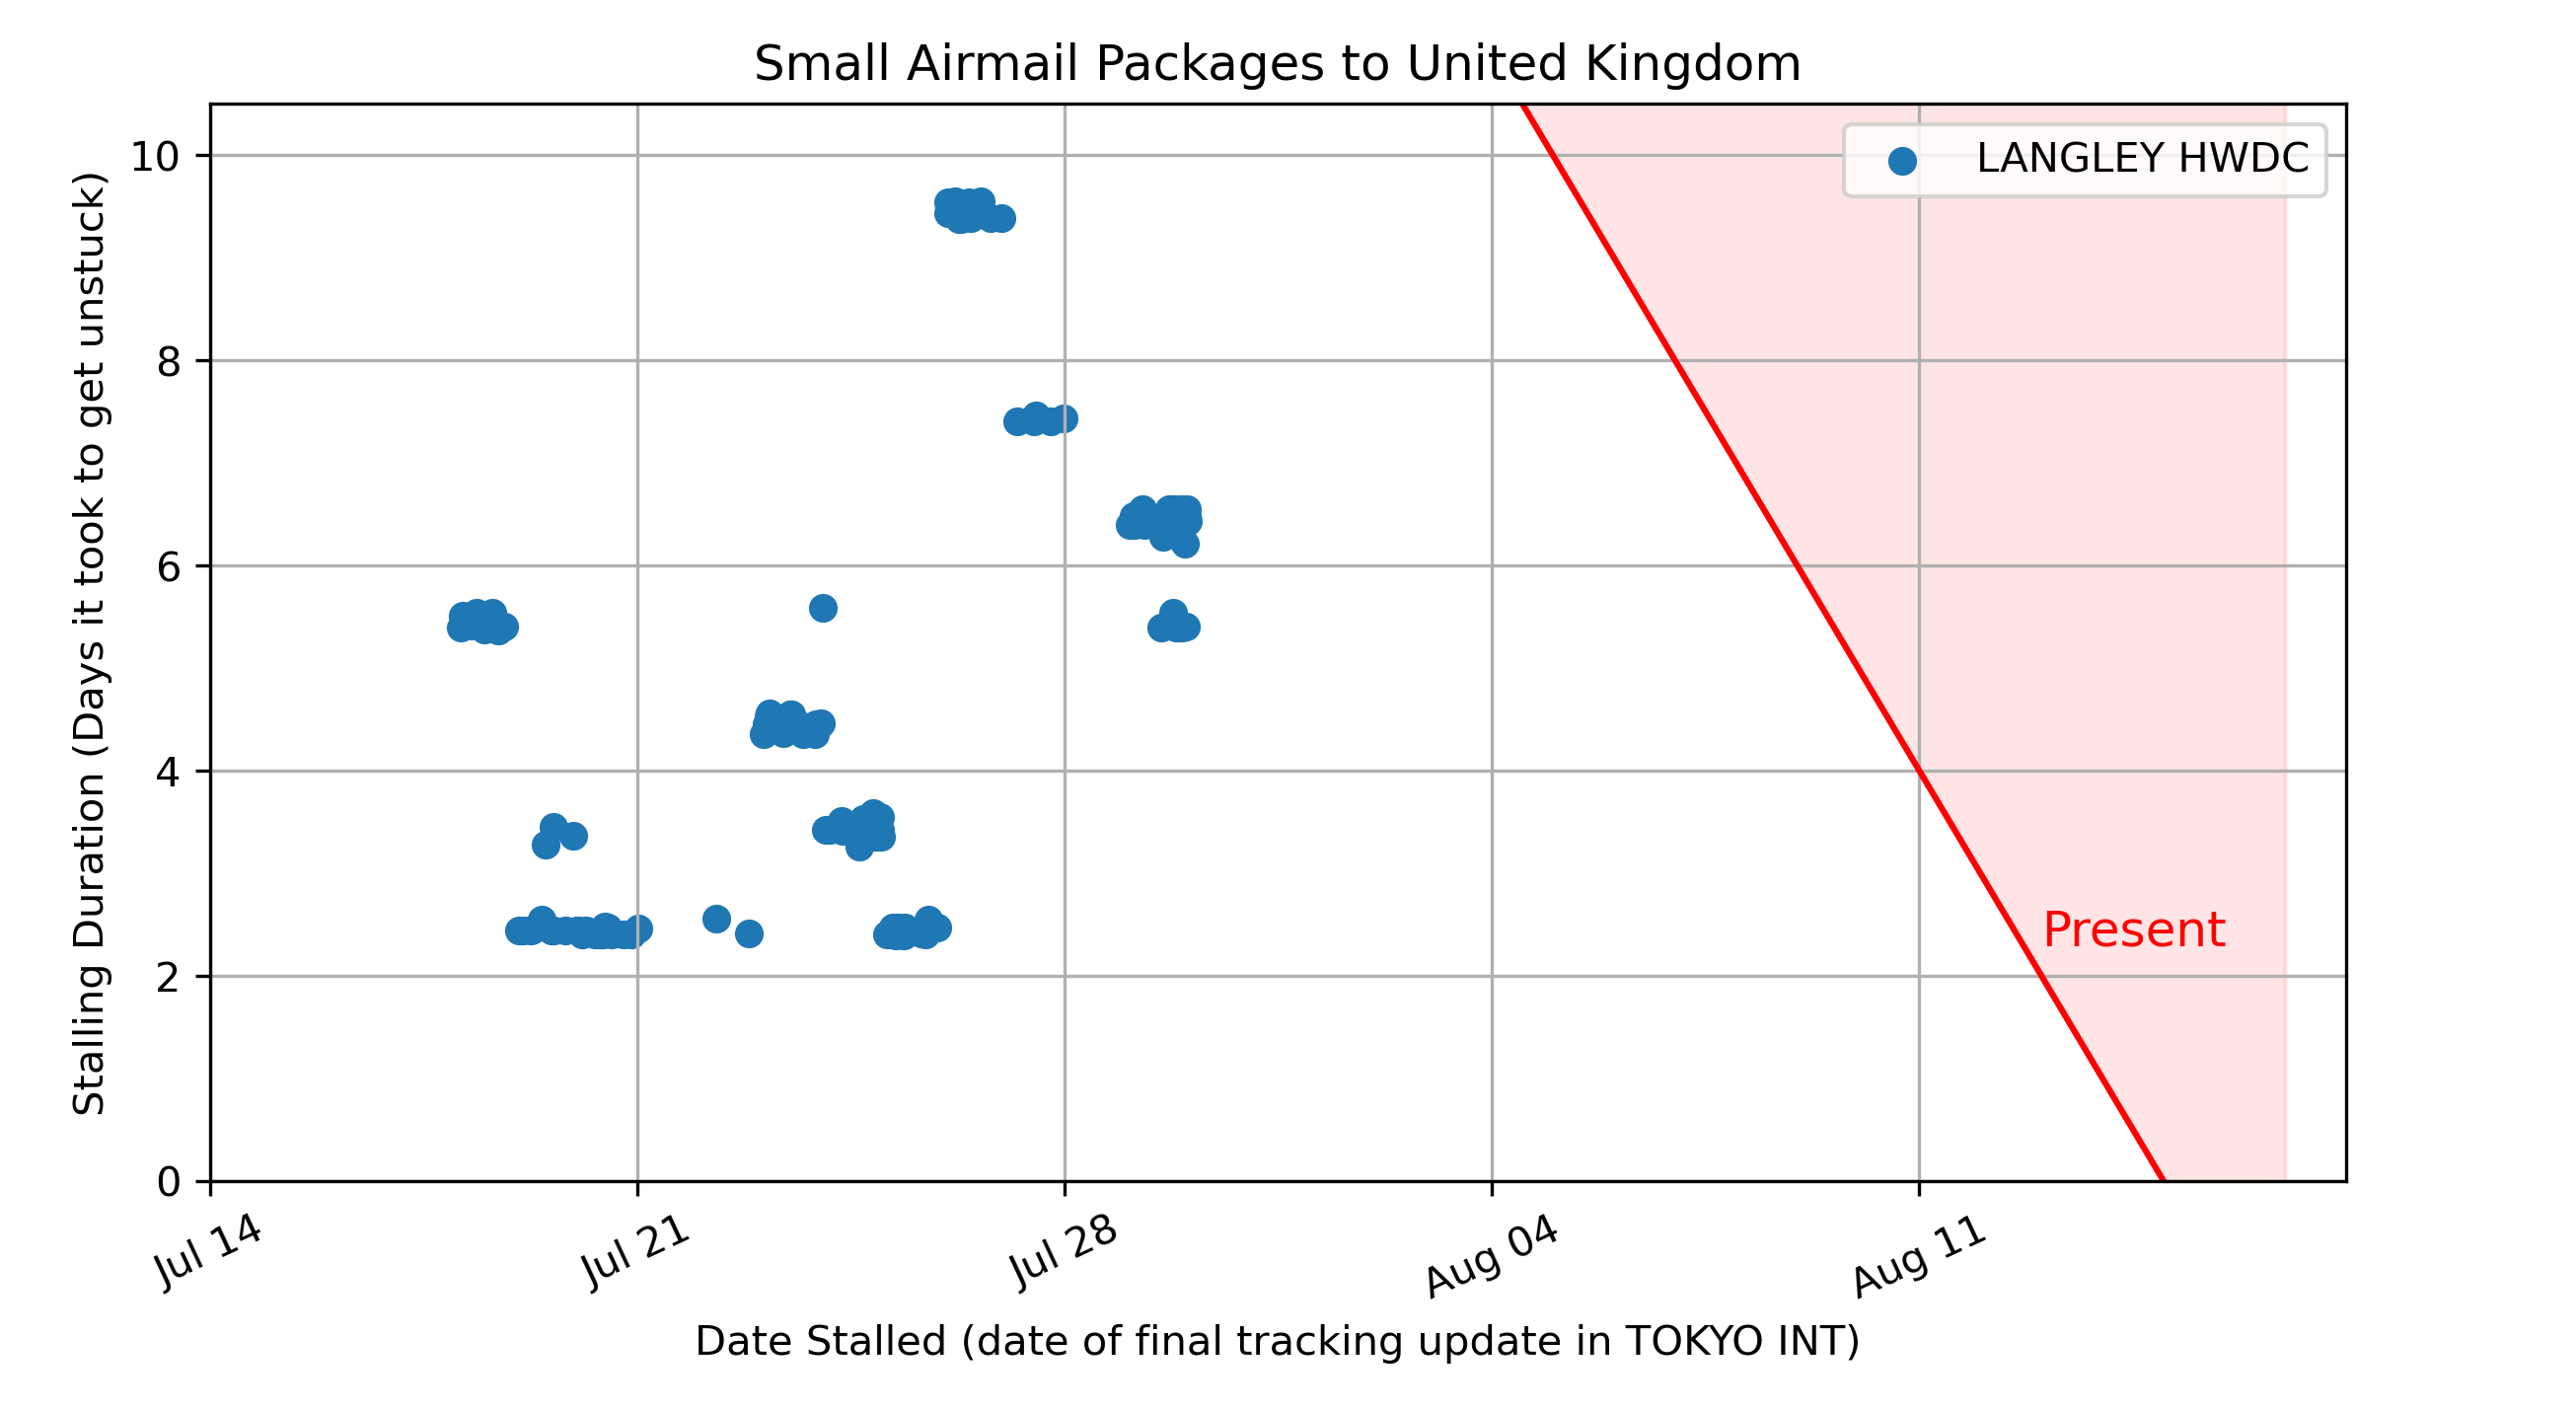 Small Airmail Packages to United Kingdom
LANGLEY HWDC
Present
Stalling Duration (Days it took to get unstuck)
10
8
6
4
2
0
Jul 14
Jul 21
Jul 28
Aug 04
Aug 11
Date Stalled (date of final tracking update in TOKYO INT)